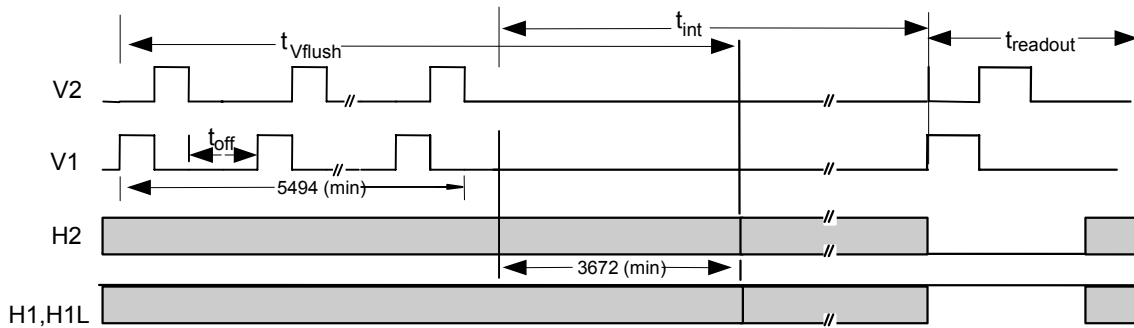 t_Vflush
t_int
t_readout
V2
t_off
V1
5494 (min)
H2
3672 (min)
H1,H1L